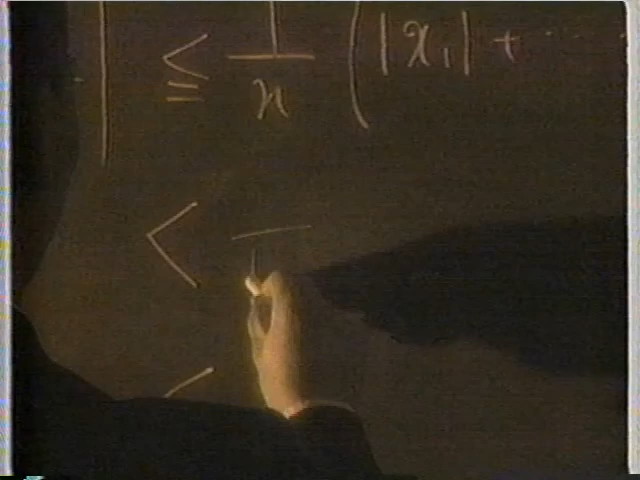 | ≦ 1/n ( |x₁| + ⋯
<
<